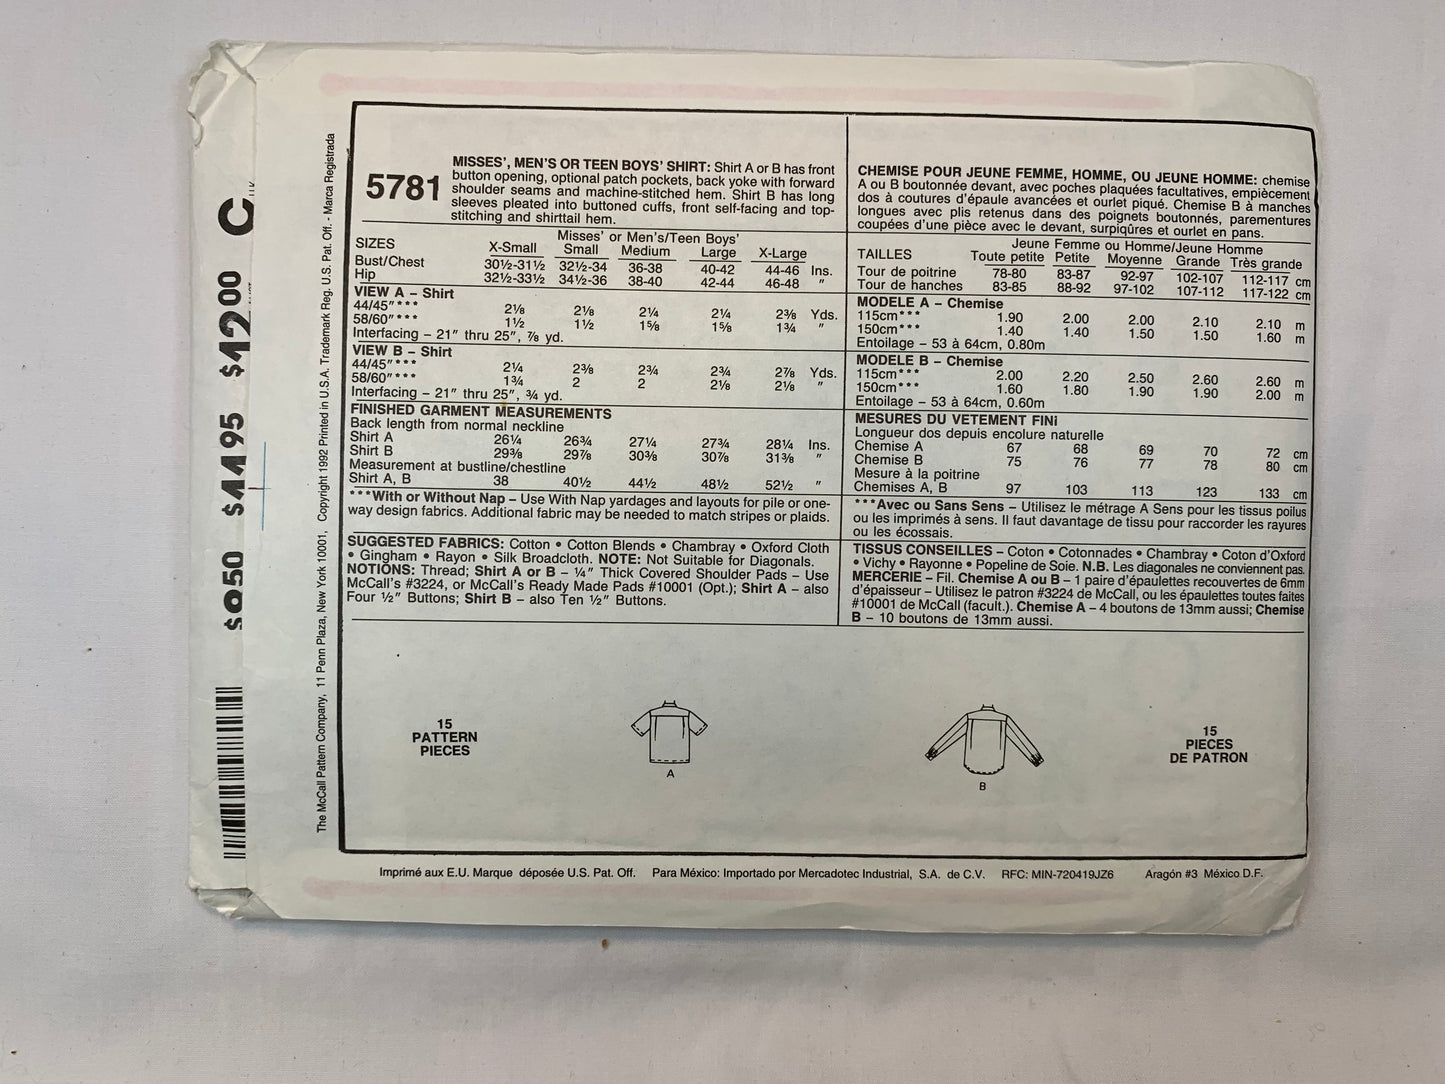 5781
MISSES', MEN'S OR TEEN BOYS' SHIRT: Shirt A or B has front
button opening, optional patch pockets, back yoke with forward
shoulder seams and machine-stitched hem. Shirt B has long
sleeves pleated into buttoned cuffs, front self-facing and top-
stitching and shirttail hem.
Misses' or Men's/Teen Boys'
SIZES X-Small Small Medium Large X-Large
Bust/Chest 30½-31½ 32½-34 36-38 40-42 44-46 Ins.
Hip 32½-33½ 34½-36 38-40 42-44 46-48 "
VIEW A – Shirt
44/45"*** 2⅛ 2⅛ 2¼ 2¼ 2⅜ Yds.
58/60"*** 1½ 1½ 1⅝ 1⅝ 1¾ "
Interfacing – 21" thru 25", ⅞ yd.
VIEW B – Shirt
44/45"*** 2¼ 2⅜ 2¾ 2¾ 2⅞ Yds.
58/60"*** 1¾ 2 2 2⅛ 2⅛ "
Interfacing – 21" thru 25", ¾ yd.
FINISHED GARMENT MEASUREMENTS
Back length from normal neckline
Shirt A 26¼ 26¾ 27¼ 27¾ 28¼ Ins.
Shirt B 29⅜ 29⅞ 30⅜ 30⅞ 31⅜ "
Measurement at bustline/chestline
Shirt A, B 38 40½ 44½ 48½ 52½ "
***With or Without Nap – Use With Nap yardages and layouts for pile or one-
way design fabrics. Additional fabric may be needed to match stripes or plaids.
SUGGESTED FABRICS: Cotton • Cotton Blends • Chambray • Oxford Cloth
• Gingham • Rayon • Silk Broadcloth. NOTE: Not Suitable for Diagonals.
NOTIONS: Thread; Shirt A or B – ¼" Thick Covered Shoulder Pads – Use
McCall's #3224, or McCall's Ready Made Pads #10001 (Opt.); Shirt A – also
Four ½" Buttons; Shirt B – also Ten ½" Buttons.
CHEMISE POUR JEUNE FEMME, HOMME, OU JEUNE HOMME: chemise
A ou B boutonnée devant, avec poches plaquées facultatives, empiècement
dos à coutures d'épaule avancées et ourlet piqué. Chemise B à manches
longues avec plis retenus dans des poignets boutonnés, parementures
coupées d'une pièce avec le devant, surpiqûres et ourlet en pans.
Jeune Femme ou Homme/Jeune Homme
TAILLES Toute petite Petite Moyenne Grande Très grande
Tour de poitrine 78-80 83-87 92-97 102-107 112-117 cm
Tour de hanches 83-85 88-92 97-102 107-112 117-122 cm
MODELE A – Chemise
115cm*** 1.90 2.00 2.00 2.10 2.10 m
150cm*** 1.40 1.40 1.50 1.50 1.60 m
Entoilage – 53 à 64cm, 0.80m
MODELE B – Chemise
115cm*** 2.00 2.20 2.50 2.60 2.60 m
150cm*** 1.60 1.80 1.90 1.90 2.00 m
Entoilage – 53 à 64cm, 0.60m
MESURES DU VETEMENT FINi
Longueur dos depuis encolure naturelle
Chemise A 67 68 69 70 72 cm
Chemise B 75 76 77 78 80 cm
Mesure à la poitrine
Chemises A, B 97 103 113 123 133 cm
***Avec ou Sans Sens – Utilisez le métrage A Sens pour les tissus poilus
ou les imprimés à sens. Il faut davantage de tissu pour raccorder les rayures
ou les écossais.
TISSUS CONSEILLES – Coton • Cotonnades • Chambray • Coton d'Oxford
• Vichy • Rayonne • Popeline de Soie. N.B. Les diagonales ne conviennent pas.
MERCERIE – Fil. Chemise A ou B – 1 paire d'épaulettes recouvertes de 6mm
d'épaisseur – Utilisez le patron #3224 de McCall, ou les épaulettes toutes faites
#10001 de McCall (facult.). Chemise A – 4 boutons de 13mm aussi; Chemise
B – 10 boutons de 13mm aussi.
15
PATTERN
PIECES
A
B
15
PIECES
DE PATRON
Imprimé aux E.U. Marque déposée U.S. Pat. Off. Para México: Importado por Mercadotec Industrial, S.A. de C.V. RFC: MIN-720419JZ6 Aragón #3 México D.F.
The McCall Pattern Company, 11 Penn Plaza, New York 10001, Copyright 1992 Printed in U.S.A. Trademark Reg. U.S. Pat. Off. - Marca Registrada
C